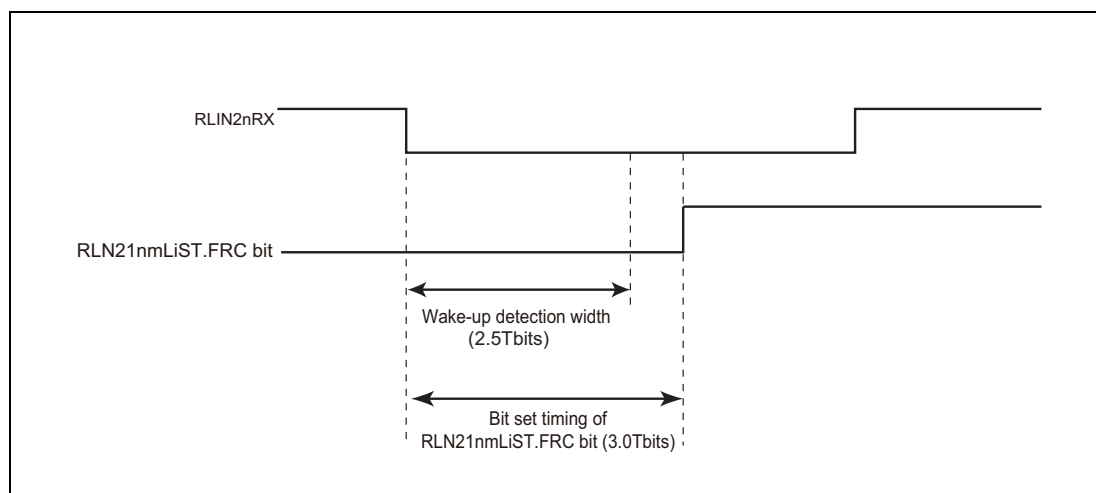 RLIN2nRX
RLN21nmLiST.FRC bit
Wake-up detection width
(2.5Tbits)
Bit set timing of
RLN21nmLiST.FRC bit (3.0Tbits)